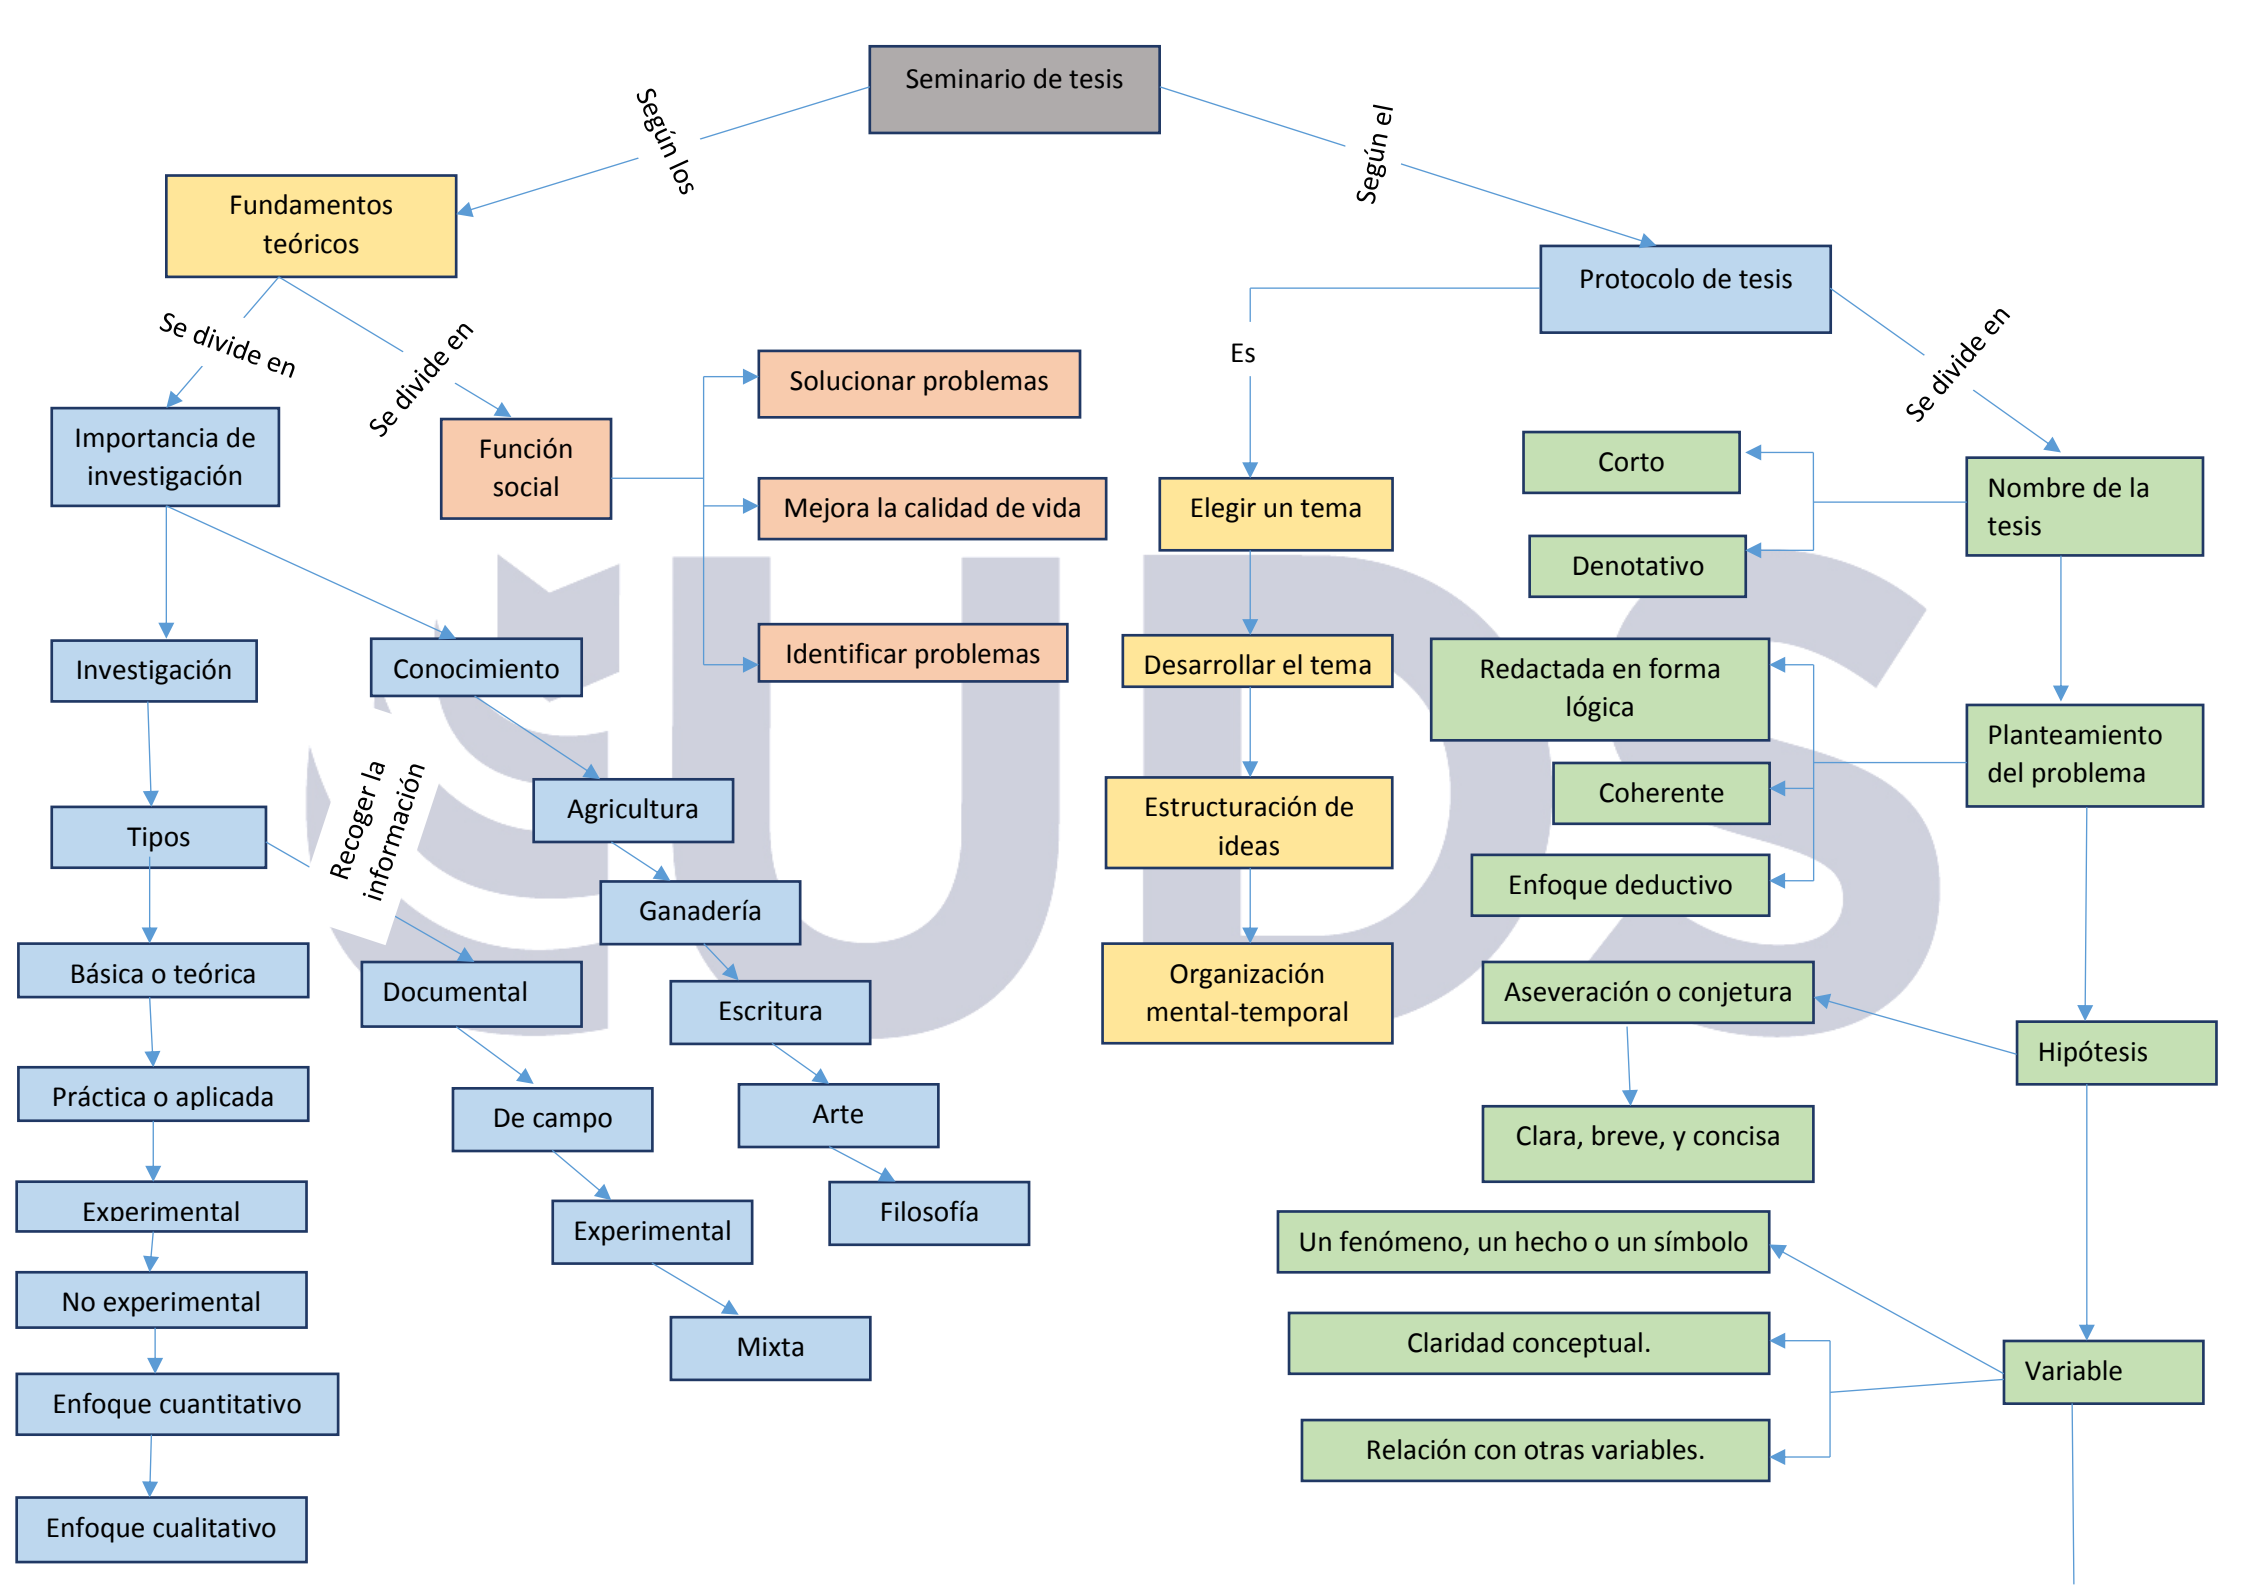 Seminario de tesis
Según los
Según el
Fundamentos
teóricos
Protocolo de tesis
Se divide en
Se divide en
Es
Se divide en
Solucionar problemas
Importancia de
investigación
Función
social
Mejora la calidad de vida
Identificar problemas
Investigación
Conocimiento
Tipos
Recoger la
información
Agricultura
Ganadería
Escritura
Arte
Filosofía
Básica o teórica
Práctica o aplicada
Experimental
No experimental
Enfoque cuantitativo
Enfoque cualitativo
Documental
De campo
Experimental
Mixta
Elegir un tema
Desarrollar el tema
Estructuración de
ideas
Organización
mental-temporal
Corto
Denotativo
Nombre de la
tesis
Redactada en forma
lógica
Coherente
Enfoque deductivo
Planteamiento
del problema
Aseveración o conjetura
Clara, breve, y concisa
Hipótesis
Un fenómeno, un hecho o un símbolo
Claridad conceptual.
Relación con otras variables.
Variable
UDS